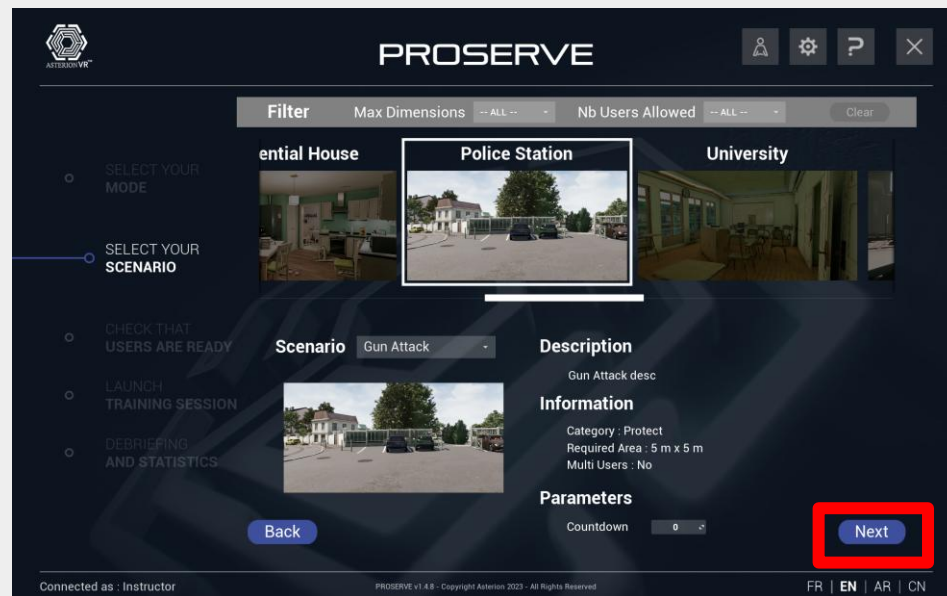 ASTERION VR™
PROSERVE
?
Filter Max Dimensions -- ALL -- Nb Users Allowed -- ALL -- Clear
ential House
Police Station
University
SELECT YOUR
MODE
SELECT YOUR
SCENARIO
CHECK THAT
USERS ARE READY
LAUNCH
TRAINING SESSION
DEBRIEFING
AND STATISTICS
Scenario Gun Attack
Description
Gun Attack desc
Information
Category : Protect
Required Area : 5 m x 5 m
Multi Users : No
Parameters
Countdown 0
Back
Next
Connected as : Instructor
PROSERVE v1.4.8 - Copyright Asterion 2023 - All Rights Reserved
FR | EN | AR | CN